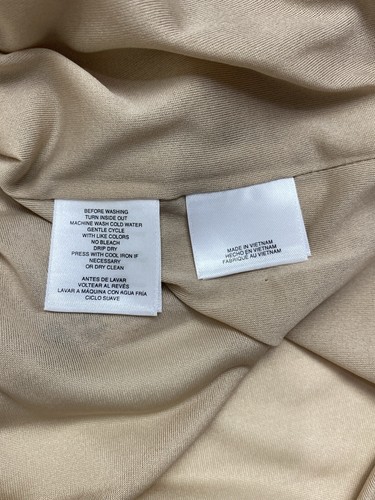 BEFORE WASHING
TURN INSIDE OUT
MACHINE WASH COLD WATER
GENTLE CYCLE
WITH LIKE COLORS
NO BLEACH
DRIP DRY
PRESS WITH COOL IRON IF
NECESSARY
OR DRY CLEAN
ANTES DE LAVAR
VOLTEAR AL REVÉS
LAVAR A MÁQUINA CON AGUA FRÍA
CICLO SUAVE
MADE IN VIETNAM
HECHO EN VIETNAM
FABRIQUÉ AU VIETNAM